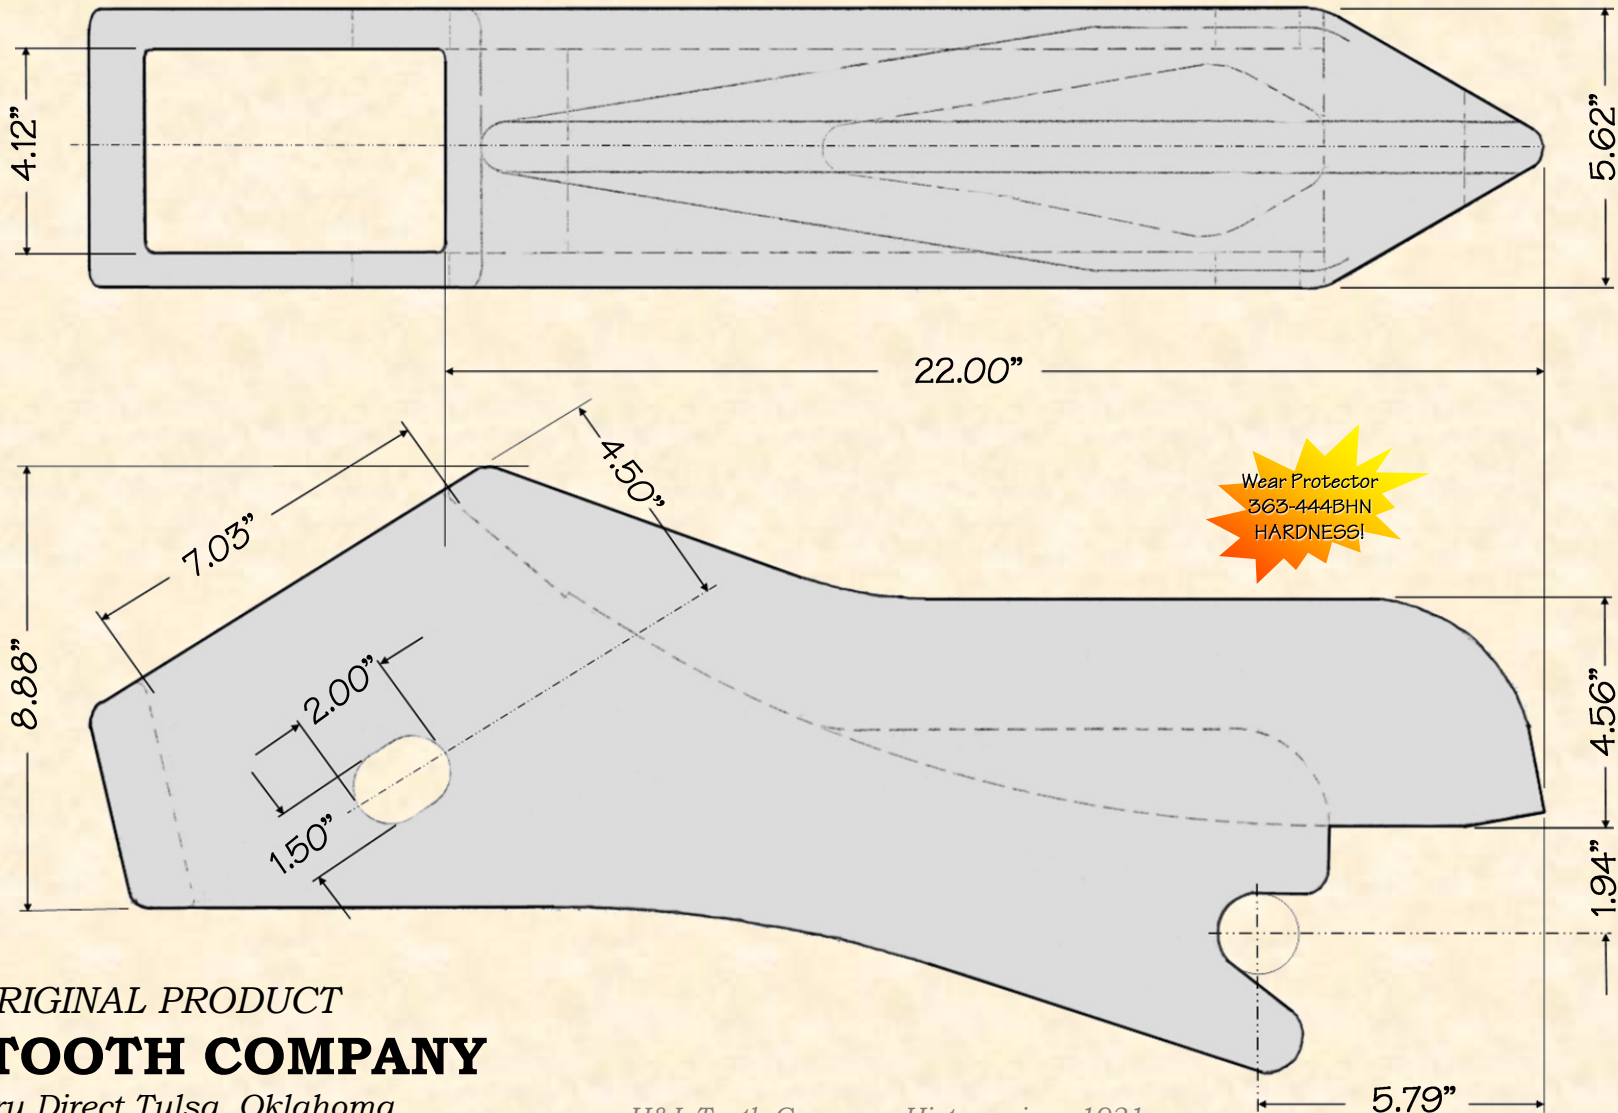 4.12”
5.62”
22.00”
4.50”
7.03”
Wear Protector
363-444BHN
HARDNESS!
8.88”
2.00”
4.56”
1.50”
1.94”
RIGINAL PRODUCT
TOOTH COMPANY
Direct Tulsa, Oklahoma
5.79”